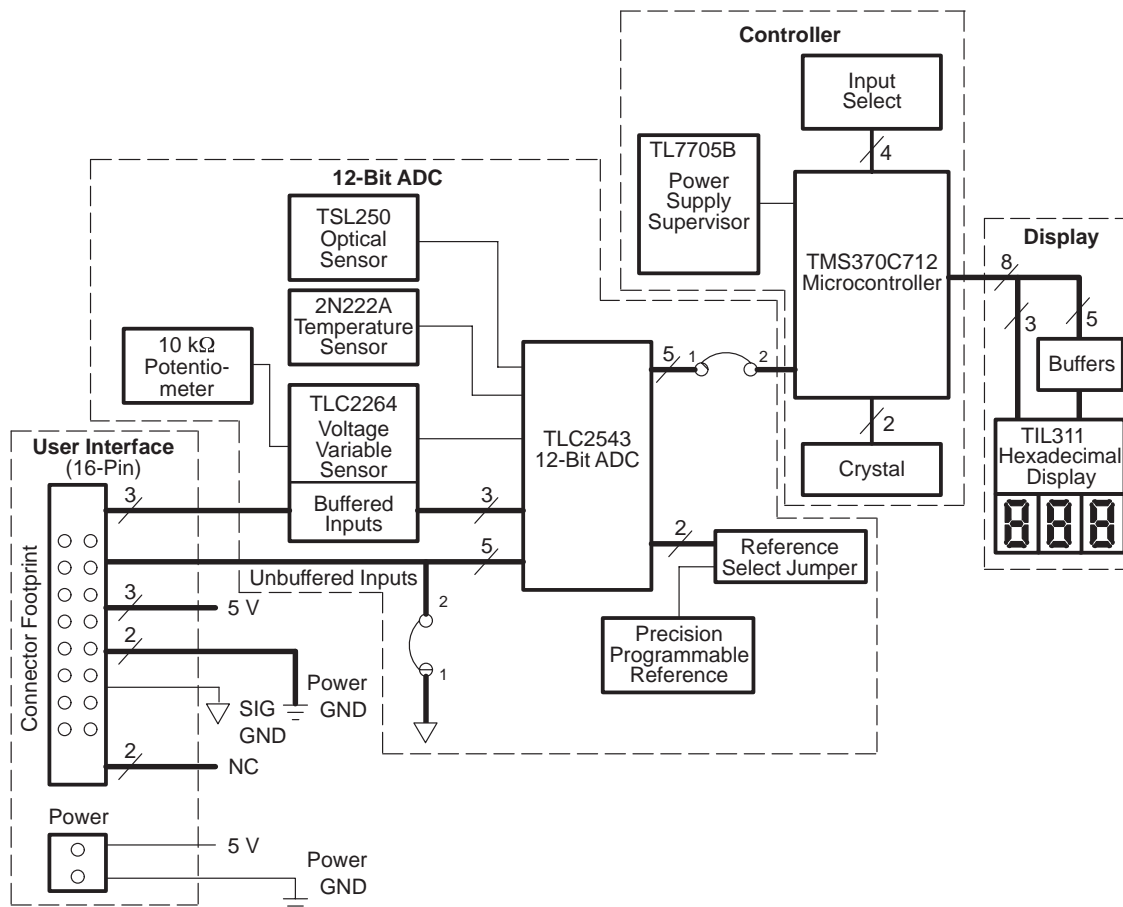 Controller
Input
Select
4
TL7705B
Power
Supply
Supervisor
TMS370C712
Microcontroller
2
Crystal
Display
8
3
5
Buffers
TIL311
Hexadecimal
Display
888
12-Bit ADC
TSL250
Optical
Sensor
2N222A
Temperature
Sensor
10 kΩ
Potentio-
meter
TLC2264
Voltage
Variable
Sensor
Buffered
Inputs
TLC2543
12-Bit ADC
5
1
2
3
3
5
Unbuffered Inputs
2
1
2
Reference
Select Jumper
Precision
Programmable
Reference
User Interface
(16-Pin)
Connector Footprint
3
5 V
2
Power
GND
SIG
GND
2
NC
Power
5 V
Power
GND